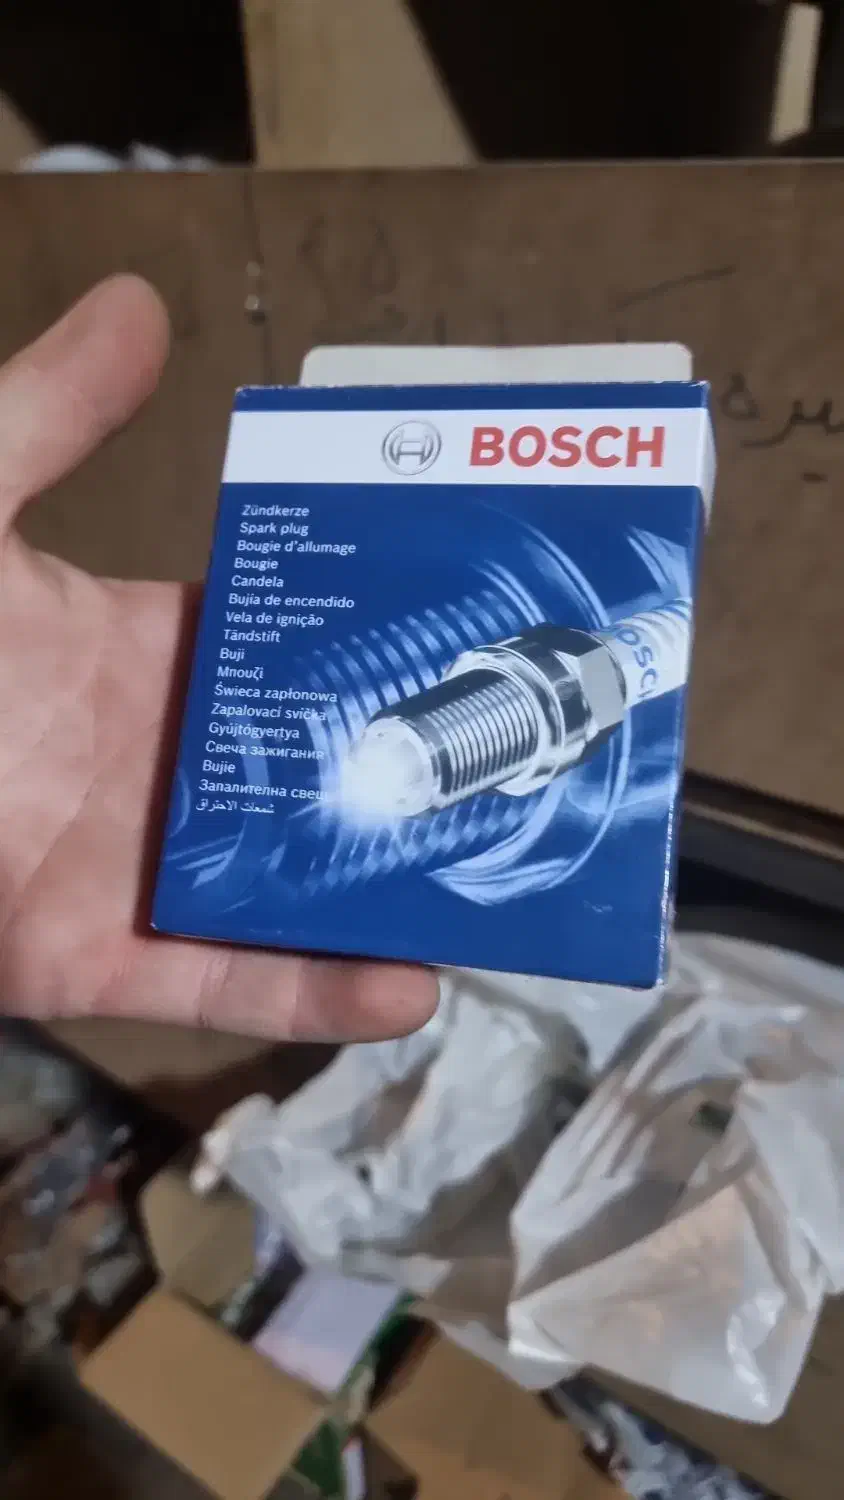 BOSCH
Zündkerze
Spark plug
Bougie d'allumage
Bougie
Candela
Bujía de encendido
Vela de ignição
Tändstift
Buji
Μπουζί
Świeca zapłonowa
Zapalovací svíčka
Gyújtógyertya
Свеча зажигания
Bujie
Запалителна свещ
شمعات الاحتراق
BOSCH